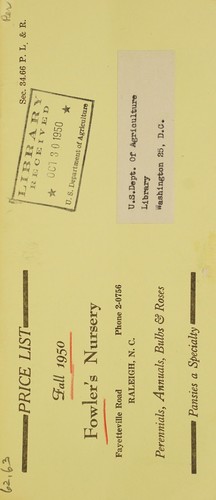 62.63
PRICE LIST
Fall 1950
Fowler's Nursery
Fayetteville Road Phone 2-0756
RALEIGH, N. C.
Perennials, Annuals, Bulbs & Roses
Pansies a Specialty
Sec. 34.66 P. L. & R.
LIBRARY
RECEIVED
★ OCT 30 1950 ★
U. S. Department of Agriculture
U.S.Dept. Of Agriculture
Library
Washington 25, D.C.